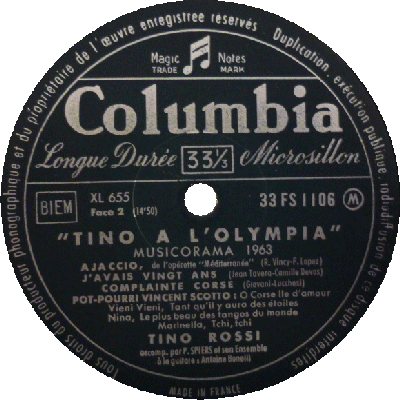 Tous droits du producteur phonographique et du propriétaire de l'œuvre enregistrée réservés. Duplication, exécution publique, radiodiffusion de ce disque interdites
Magic Notes
TRADE MARK
Columbia
Longue Durée 33⅓ Microsillon
BIEM
XL 655
Face 2 (14'50)
33 FS 1106 M
"TINO A L'OLYMPIA"
MUSICORAMA 1963
AJACCIO, de l'opérette "Méditerranée" (R. Vincy-F. Lopez)
J'AVAIS VINGT ANS (Jean Tavera-Camille Devas)
COMPLAINTE CORSE (Giovani-Lucchesi)
POT-POURRI VINCENT SCOTTO : O Corse Ile d'amour
Vieni Vieni, Tant qu'il y aura des étoiles
Nina, Le plus beau des tangos du monde
Marinella, Tchi, tchi
TINO ROSSI
accomp. par P. SPIERS et son Ensemble
à la guitare : Antoine Bonelli
MADE IN FRANCE